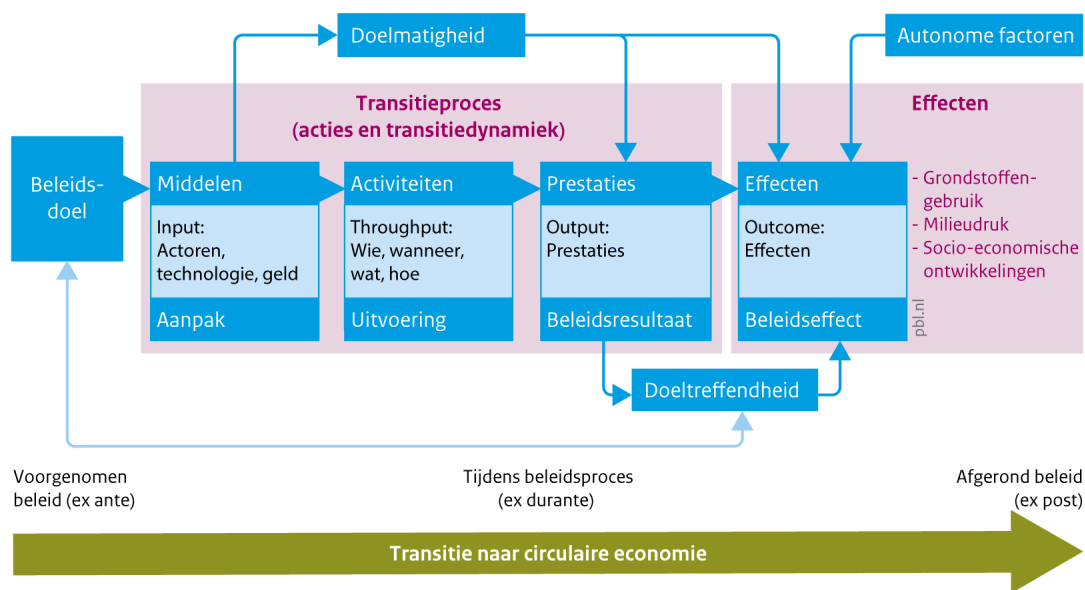 Doelmatigheid
Autonome factoren
Transitieproces
(acties en transitiedynamiek)
Effecten
Beleids-
doel
Middelen
Input:
Actoren,
technologie, geld
Aanpak
Activiteiten
Throughput:
Wie, wanneer,
wat, hoe
Uitvoering
Prestaties
Output:
Prestaties
Beleidsresultaat
Effecten
Outcome:
Effecten
Beleidseffect
- Grondstoffen-
gebruik
- Milieudruk
- Socio-economische
ontwikkelingen
pbl.nl
Doeltreffendheid
Voorgenomen
beleid (ex ante)
Tijdens beleidsproces
(ex durante)
Afgerond beleid
(ex post)
Transitie naar circulaire economie